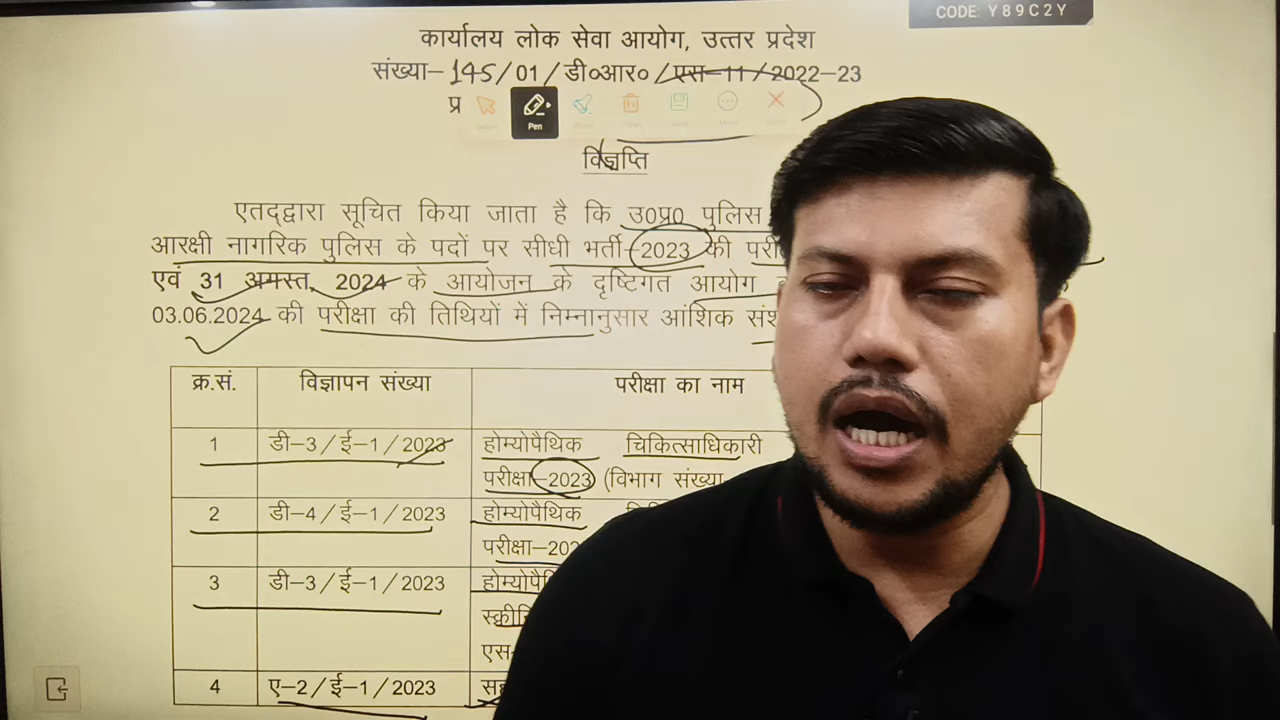 CODE: Y89C2Y
कार्यालय लोक सेवा आयोग, उत्तर प्रदेश
संख्या–145/01/डी०आर०/एस–11/2022–23
प्र
Pen
विज्ञप्ति
एतद्द्वारा सूचित किया जाता है कि उ0प्र0 पुलिस
आरक्षी नागरिक पुलिस के पदों पर सीधी भर्ती–2023 की
एवं 31 अगस्त, 2024 के आयोजन के दृष्टिगत आयोग
03.06.2024 की परीक्षा की तिथियों में निम्नानुसार आंशिक
क्र.सं. विज्ञापन संख्या परीक्षा का नाम
1 डी–3/ई–1/2023 होम्योपैथिक चिकित्साधिकारी
परीक्षा–2023 (विभाग संख्या
2 डी–4/ई–1/2023 होम्योपैथिक
परीक्षा–202
3 डी–3/ई–1/2023
एस–
4 ए–2/ई–1/2023